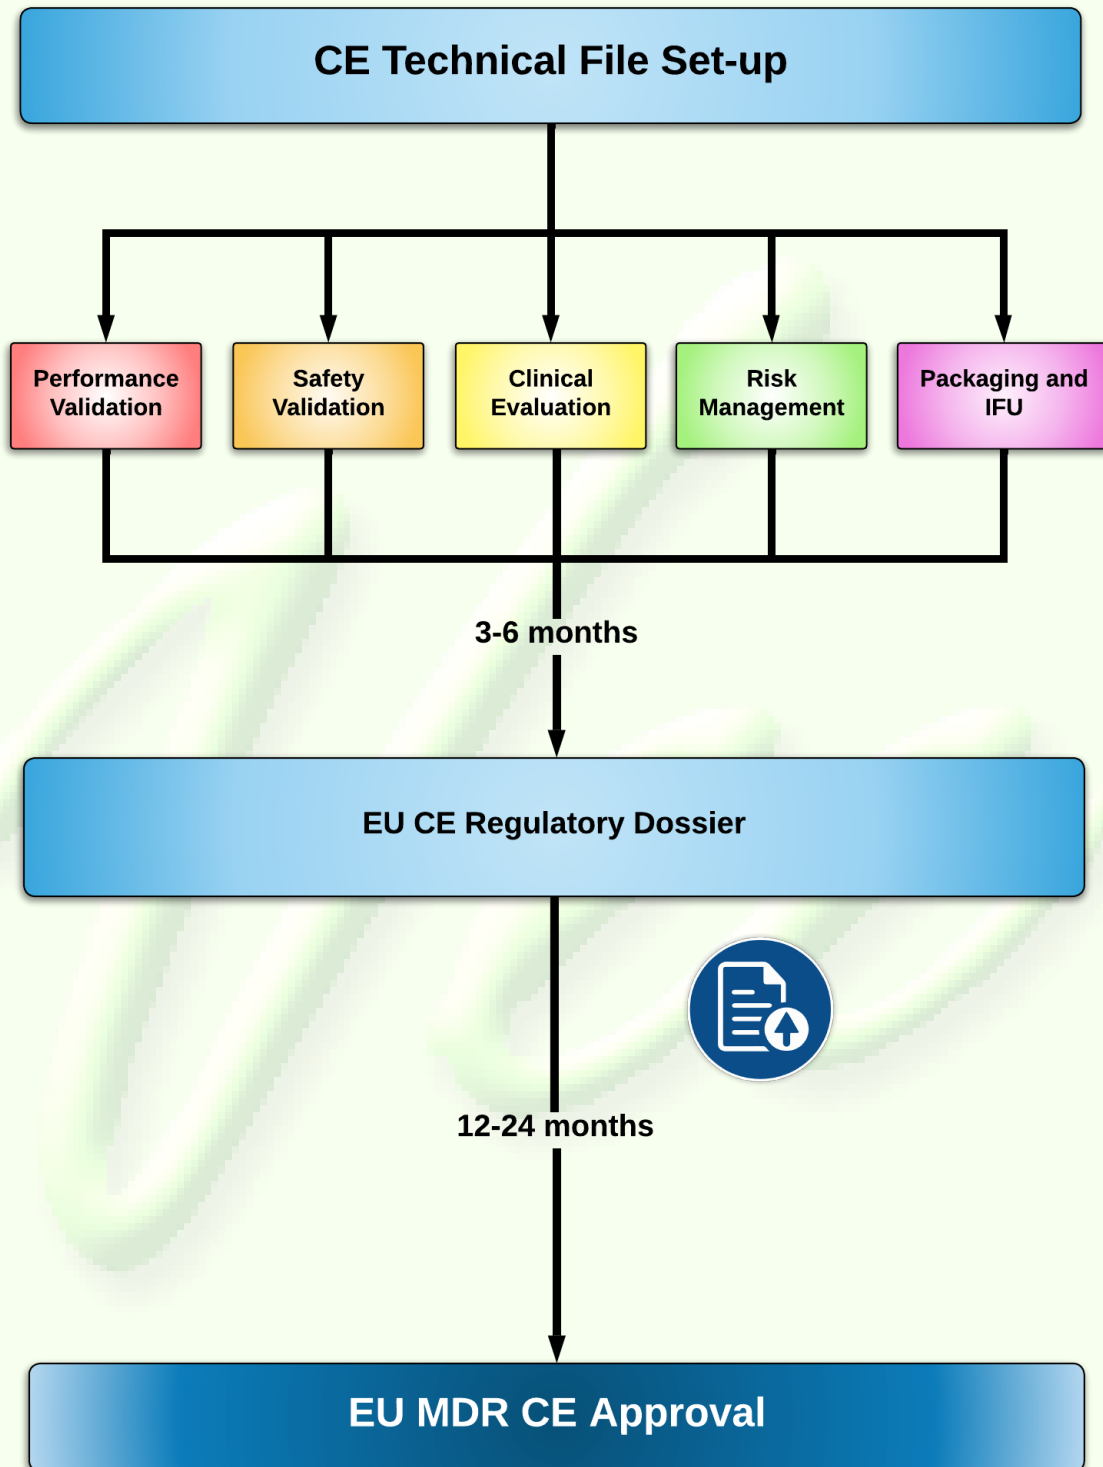 CE Technical File Set-up
Performance
Validation
Safety
Validation
Clinical
Evaluation
Risk
Management
Packaging and
IFU
3-6 months
EU CE Regulatory Dossier
12-24 months
EU MDR CE Approval